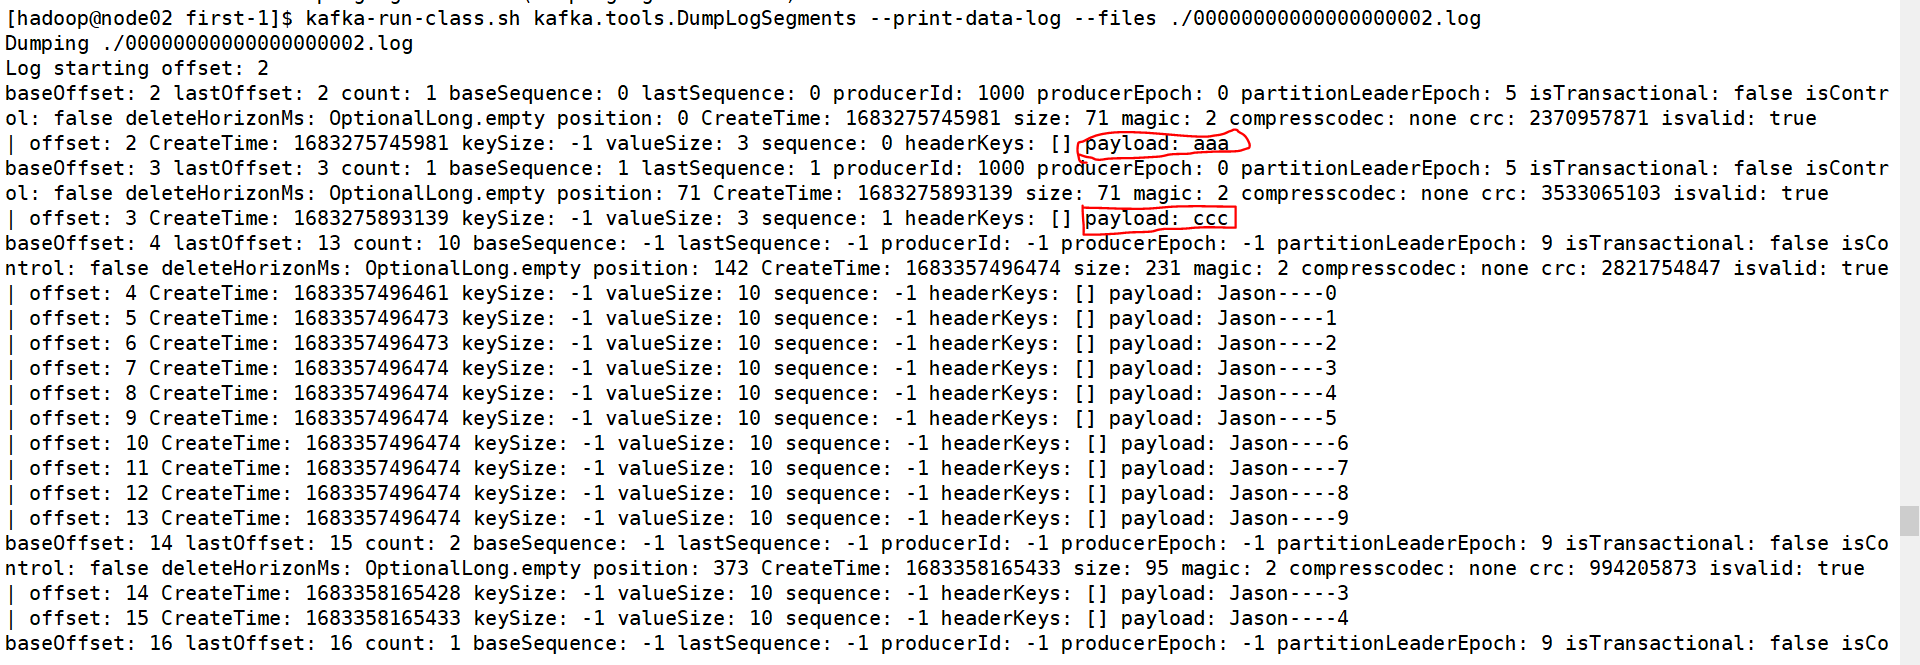 [hadoop@node02 first-1]$ kafka-run-class.sh kafka.tools.DumpLogSegments --print-data-log --files ./00000000000000000002.log
Dumping ./00000000000000000002.log
Log starting offset: 2
baseOffset: 2 lastOffset: 2 count: 1 baseSequence: 0 lastSequence: 0 producerId: 1000 producerEpoch: 0 partitionLeaderEpoch: 5 isTransactional: false isContr
ol: false deleteHorizonMs: OptionalLong.empty position: 0 CreateTime: 1683275745981 size: 71 magic: 2 compresscodec: none crc: 2370957871 isvalid: true
| offset: 2 CreateTime: 1683275745981 keySize: -1 valueSize: 3 sequence: 0 headerKeys: [] payload: aaa
baseOffset: 3 lastOffset: 3 count: 1 baseSequence: 1 lastSequence: 1 producerId: 1000 producerEpoch: 0 partitionLeaderEpoch: 5 isTransactional: false isContr
ol: false deleteHorizonMs: OptionalLong.empty position: 71 CreateTime: 1683275893139 size: 71 magic: 2 compresscodec: none crc: 3533065103 isvalid: true
| offset: 3 CreateTime: 1683275893139 keySize: -1 valueSize: 3 sequence: 1 headerKeys: [] payload: ccc
baseOffset: 4 lastOffset: 13 count: 10 baseSequence: -1 lastSequence: -1 producerId: -1 producerEpoch: -1 partitionLeaderEpoch: 9 isTransactional: false isCo
ntrol: false deleteHorizonMs: OptionalLong.empty position: 142 CreateTime: 1683357496474 size: 231 magic: 2 compresscodec: none crc: 2821754847 isvalid: true
| offset: 4 CreateTime: 1683357496461 keySize: -1 valueSize: 10 sequence: -1 headerKeys: [] payload: Jason----0
| offset: 5 CreateTime: 1683357496473 keySize: -1 valueSize: 10 sequence: -1 headerKeys: [] payload: Jason----1
| offset: 6 CreateTime: 1683357496473 keySize: -1 valueSize: 10 sequence: -1 headerKeys: [] payload: Jason----2
| offset: 7 CreateTime: 1683357496474 keySize: -1 valueSize: 10 sequence: -1 headerKeys: [] payload: Jason----3
| offset: 8 CreateTime: 1683357496474 keySize: -1 valueSize: 10 sequence: -1 headerKeys: [] payload: Jason----4
| offset: 9 CreateTime: 1683357496474 keySize: -1 valueSize: 10 sequence: -1 headerKeys: [] payload: Jason----5
| offset: 10 CreateTime: 1683357496474 keySize: -1 valueSize: 10 sequence: -1 headerKeys: [] payload: Jason----6
| offset: 11 CreateTime: 1683357496474 keySize: -1 valueSize: 10 sequence: -1 headerKeys: [] payload: Jason----7
| offset: 12 CreateTime: 1683357496474 keySize: -1 valueSize: 10 sequence: -1 headerKeys: [] payload: Jason----8
| offset: 13 CreateTime: 1683357496474 keySize: -1 valueSize: 10 sequence: -1 headerKeys: [] payload: Jason----9
baseOffset: 14 lastOffset: 15 count: 2 baseSequence: -1 lastSequence: -1 producerId: -1 producerEpoch: -1 partitionLeaderEpoch: 9 isTransactional: false isCo
ntrol: false deleteHorizonMs: OptionalLong.empty position: 373 CreateTime: 1683358165433 size: 95 magic: 2 compresscodec: none crc: 994205873 isvalid: true
| offset: 14 CreateTime: 1683358165428 keySize: -1 valueSize: 10 sequence: -1 headerKeys: [] payload: Jason----3
| offset: 15 CreateTime: 1683358165433 keySize: -1 valueSize: 10 sequence: -1 headerKeys: [] payload: Jason----4
baseOffset: 16 lastOffset: 16 count: 1 baseSequence: -1 lastSequence: -1 producerId: -1 producerEpoch: -1 partitionLeaderEpoch: 9 isTransactional: false isCo